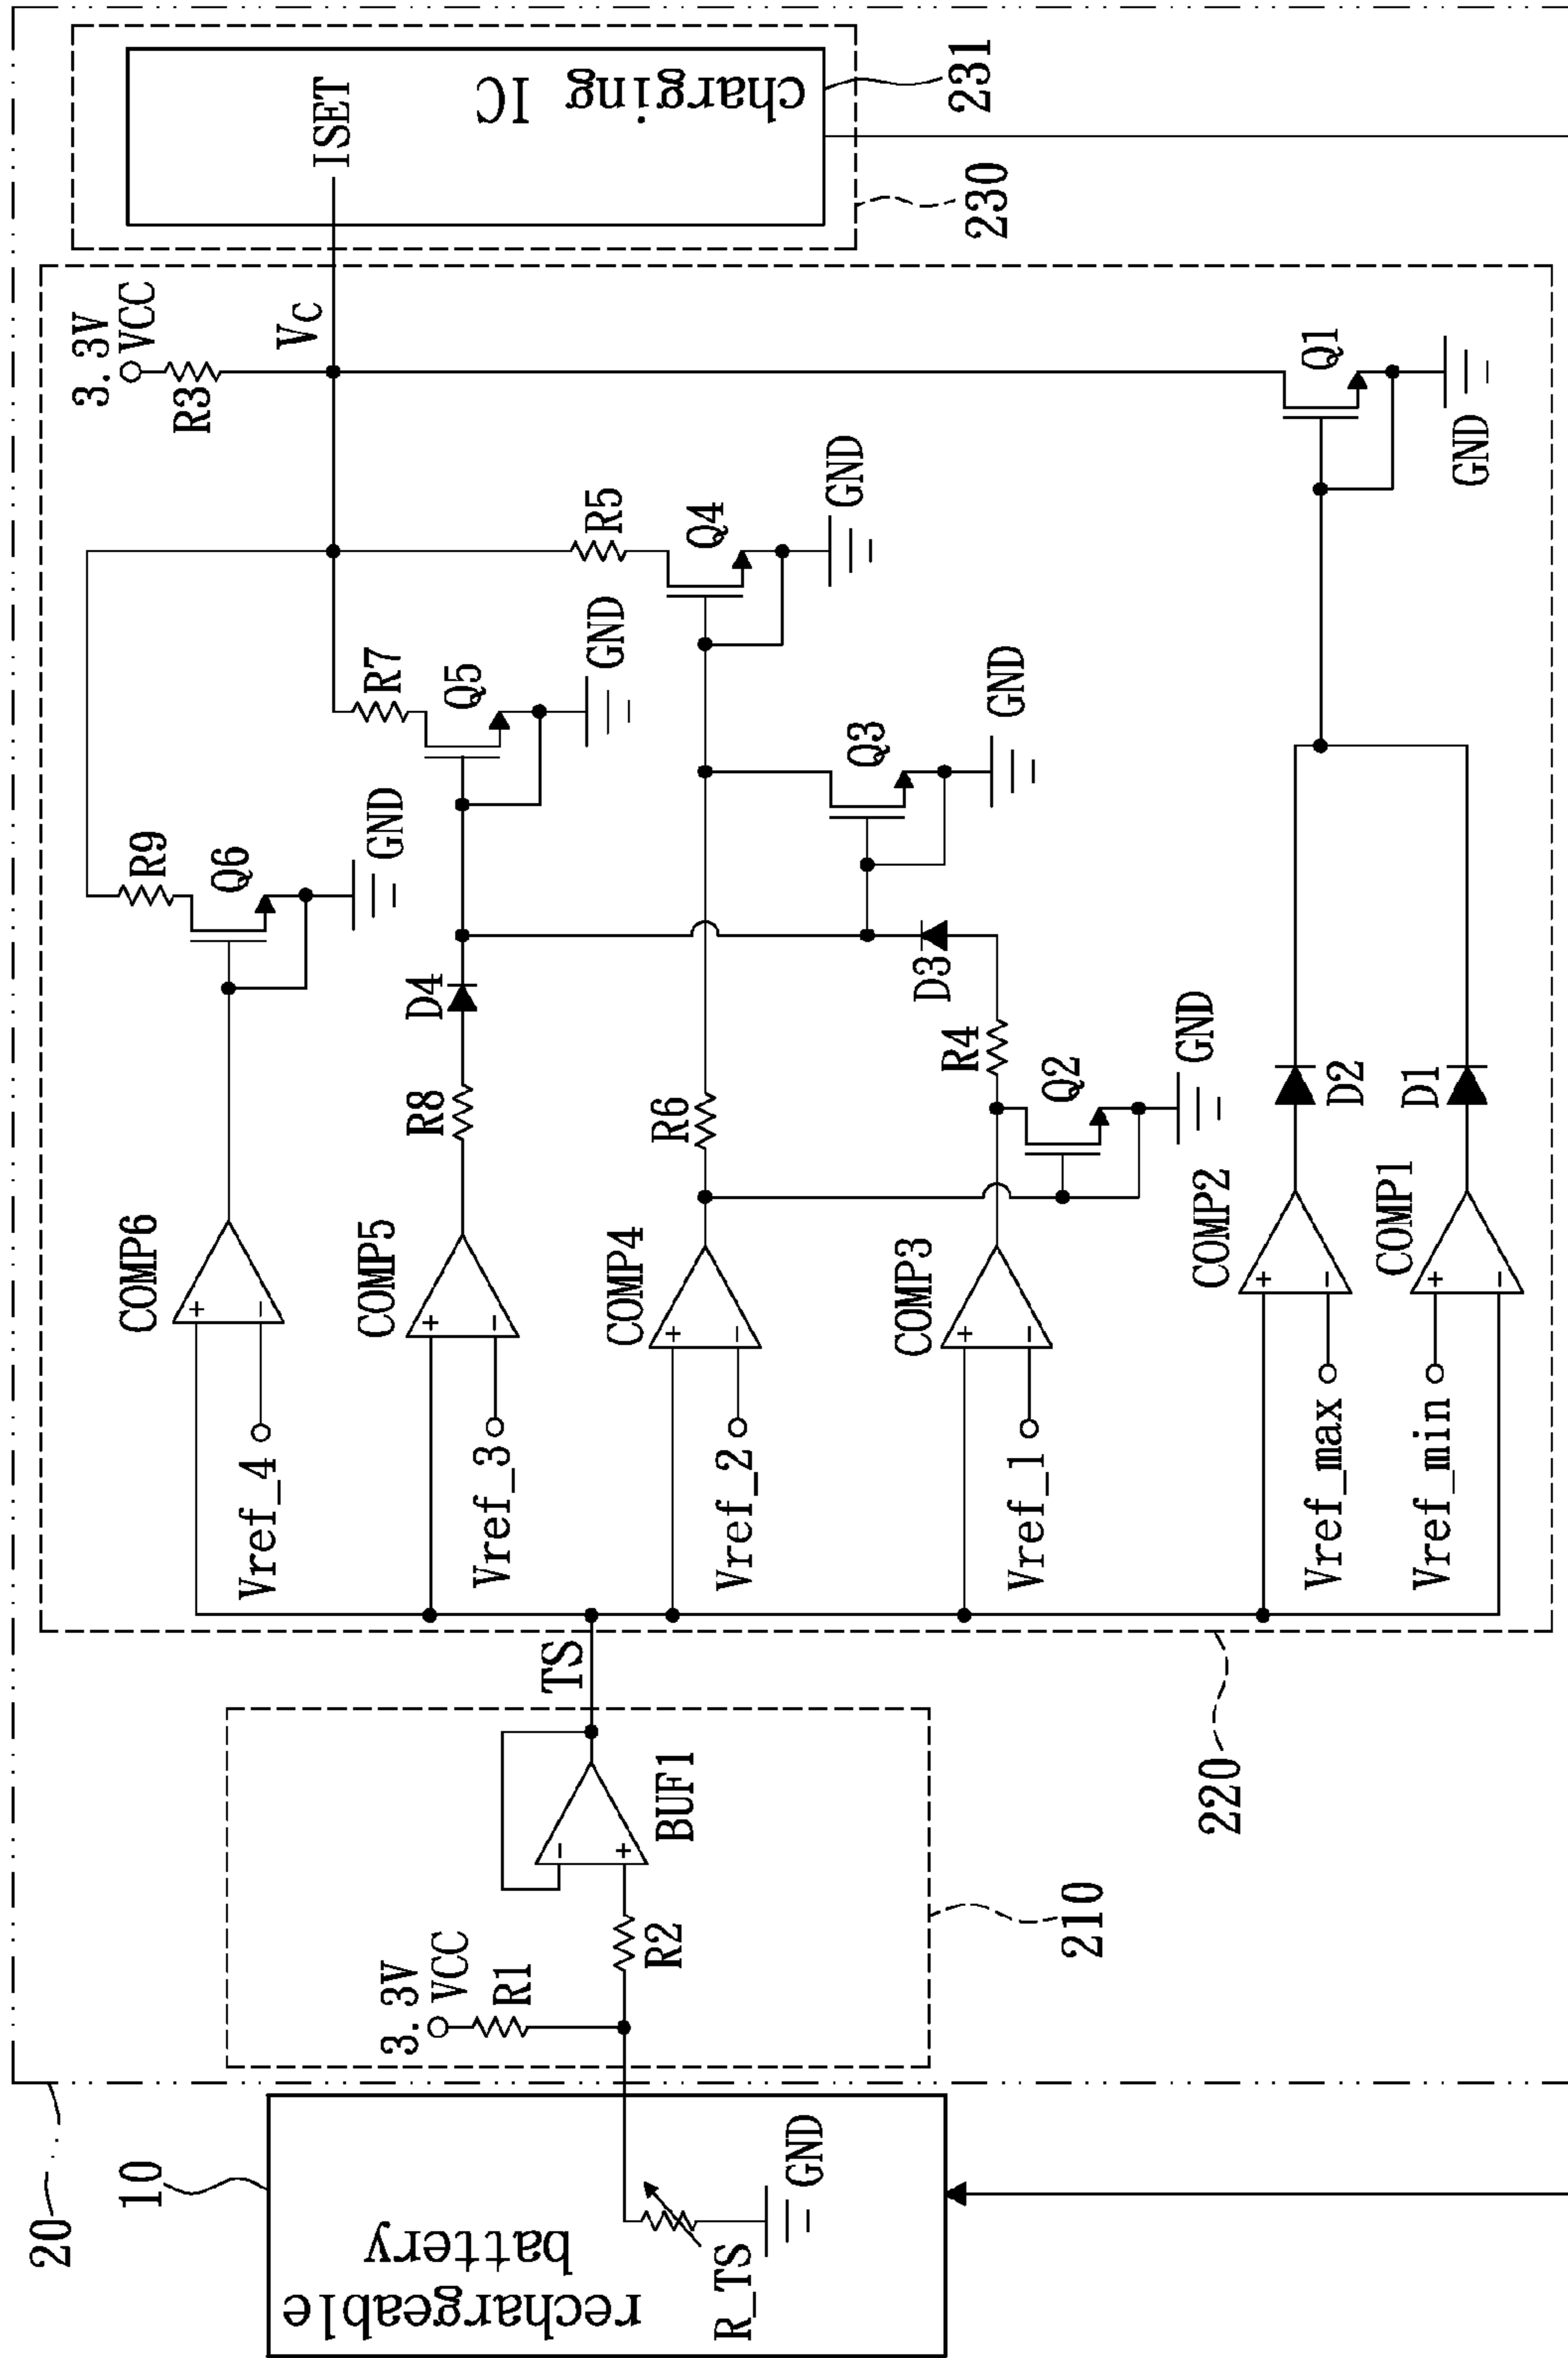 20
10
rechargeable
battery
R_TS
GND
3.3V
VCC
R1
R2
BUF1
210
TS
220
Vref_4
COMP6
R9
Q6
GND
Vref_3
COMP5
R8
D4
R7
Q5
GND
Vref_2
COMP4
R6
R5
Q4
GND
Q3
GND
Vref_1
COMP3
R4
D3
Q2
GND
Vref_max
COMP2
D2
Vref_min
COMP1
D1
Q1
GND
3.3V
VCC
R3
VC
ISET
charging IC
231
230